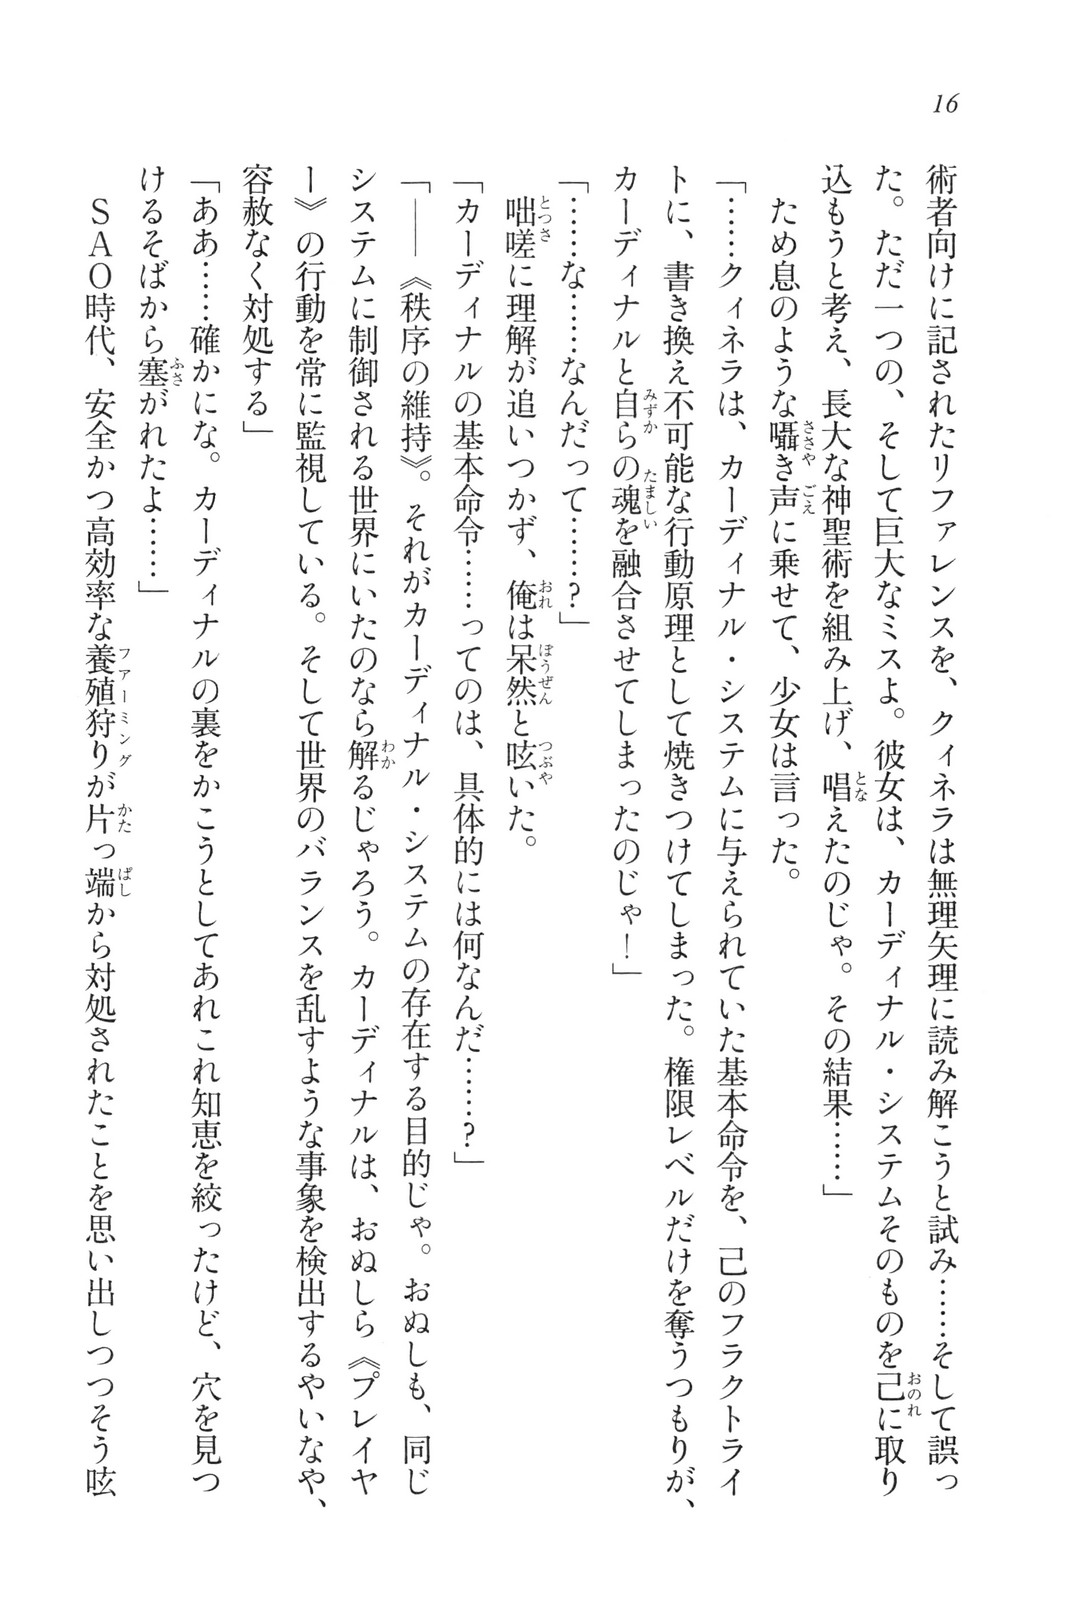 16
術者向けに記されたリファレンスを、クィネラは無理矢理に読み解こうと試み……そして誤っ
た。ただ一つの、そして巨大なミスよ。彼女は、カーディナル・システムそのものを己に取り
込もうと考え、長大な神聖術を組み上げ、唱えたのじゃ。その結果……」
ため息のような囁き声に乗せて、少女は言った。
「……クィネラは、カーディナル・システムに与えられていた基本命令を、己のフラクトライ
トに、書き換え不可能な行動原理として焼きつけてしまった。権限レベルだけを奪うつもりが、
カーディナルと自らの魂を融合させてしまったのじゃ！」
「……な……なんだって……？」
咄嗟に理解が追いつかず、俺は呆然と呟いた。
「カーディナルの基本命令……ってのは、具体的には何なんだ……？」
「――《秩序の維持》。それがカーディナル・システムの存在する目的じゃ。おぬしも、同じ
システムに制御される世界にいたのなら解るじゃろう。カーディナルは、おぬしら《プレイヤ
ー》の行動を常に監視している。そして世界のバランスを乱すような事象を検出するやいなや、
容赦なく対処する」
「ああ……確かにな。カーディナルの裏をかこうとしてあれこれ知恵を絞ったけど、穴を見つ
けるそばから塞がれたよ……」
ＳＡＯ時代、安全かつ高効率な養殖狩りが片っ端から対処されたことを思い出しつつそう呟